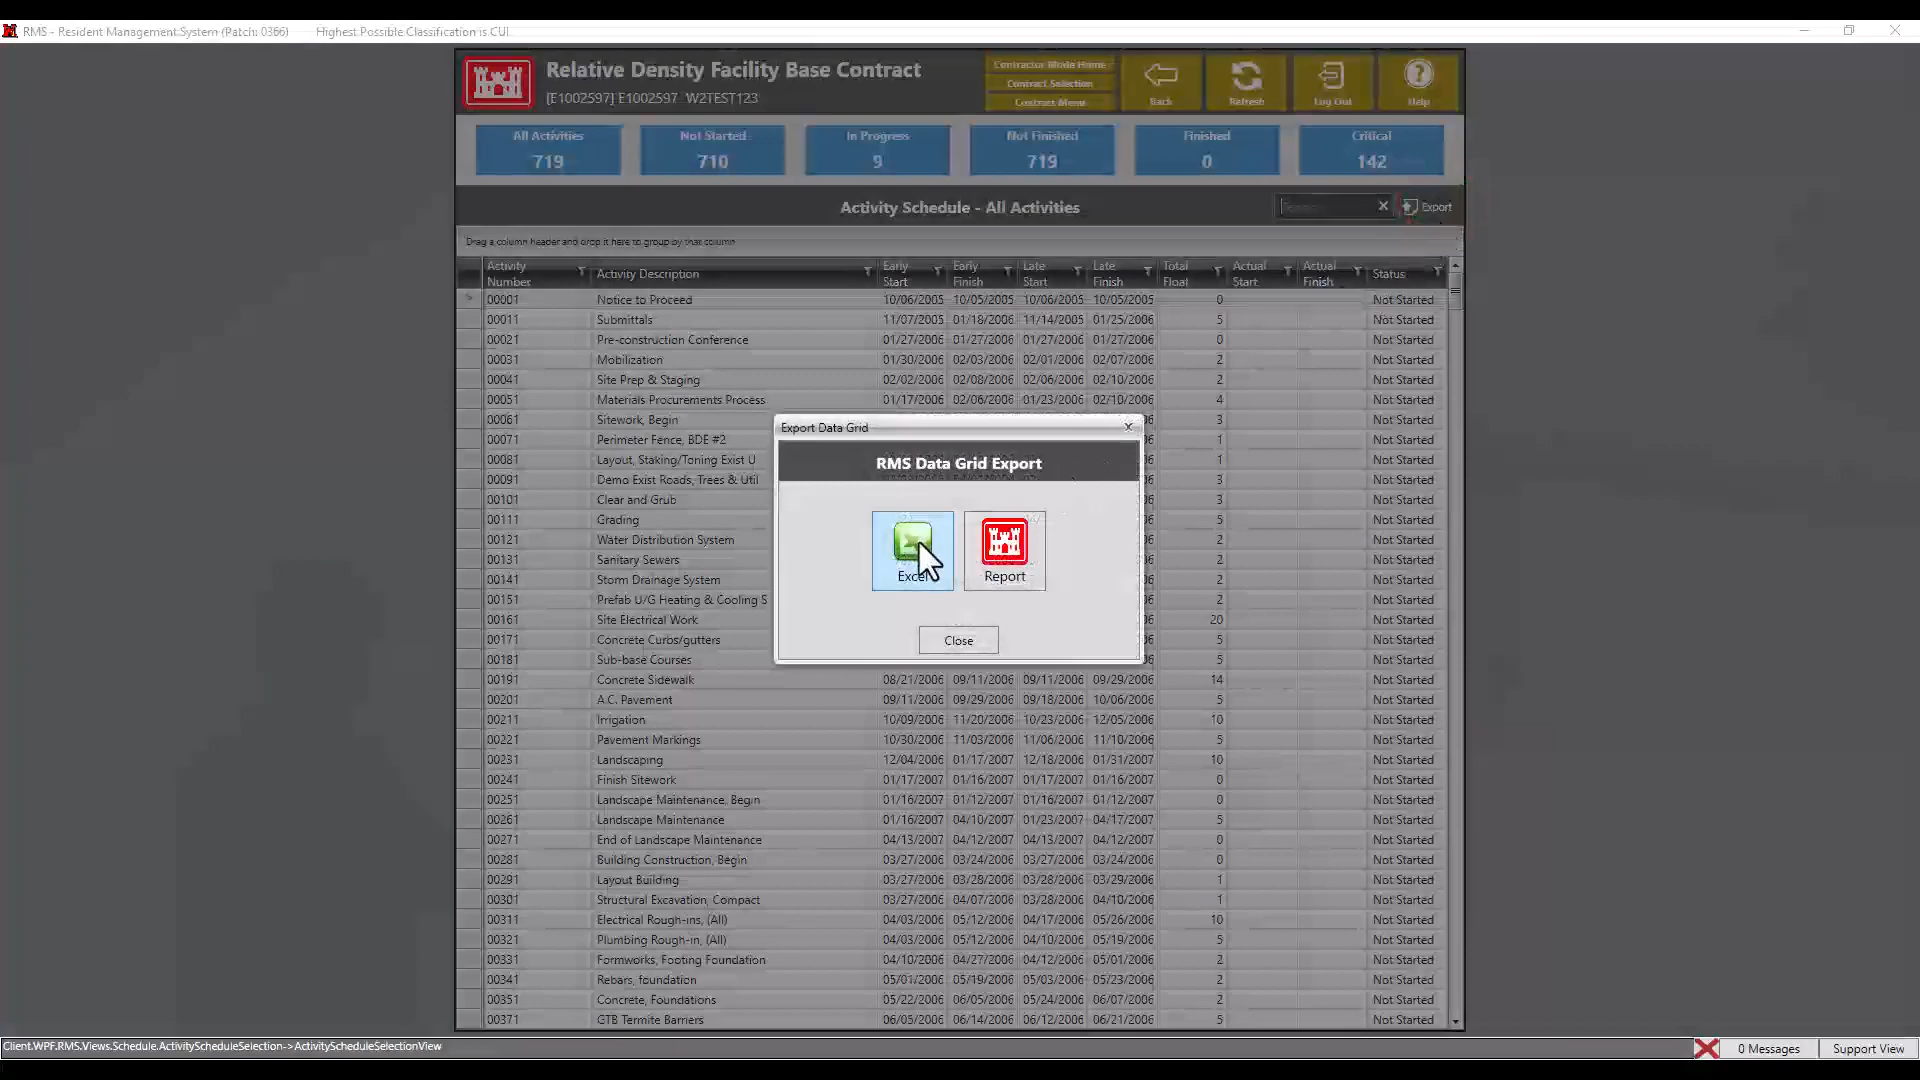 RMS - Resident Management System (Patch: 0366) Highest Possible Classification is CUI
Relative Density Facility Base Contract
[E1002597] E1002597 W2TEST123
Contractor Mode Home
Contract Selection
Contract Menu
Back
Refresh
Log Out
Help
All Activities 719
Not Started 710
In Progress 9
Not Finished 719
Finished 0
Critical 142
Activity Schedule - All Activities
Export
Drag a column header and drop it here to group by that column
Activity Number Activity Description Early Start Early Finish Late Start Late Finish Total Float Actual Start Actual Finish Status
00001 Notice to Proceed 10/06/2005 10/05/2005 10/06/2005 10/05/2005 0 Not Started
00011 Submittals 11/07/2005 01/18/2006 11/14/2005 01/25/2006 5 Not Started
00021 Pre-construction Conference 01/27/2006 01/27/2006 01/27/2006 01/27/2006 0 Not Started
00031 Mobilization 01/30/2006 02/03/2006 02/01/2006 02/07/2006 2 Not Started
00041 Site Prep & Staging 02/02/2006 02/08/2006 02/06/2006 02/10/2006 2 Not Started
00051 Materials Procurements Process 01/17/2006 02/06/2006 01/23/2006 02/10/2006 4 Not Started
00061 Sitework, Begin 3 Not Started
00071 Perimeter Fence, BDE #2 1 Not Started
00081 Layout, Staking/Toning Exist U 1 Not Started
00091 Demo Exist Roads, Trees & Util 3 Not Started
00101 Clear and Grub 3 Not Started
00111 Grading 5 Not Started
00121 Water Distribution System 2 Not Started
00131 Sanitary Sewers 2 Not Started
00141 Storm Drainage System 2 Not Started
00151 Prefab U/G Heating & Cooling S 2 Not Started
00161 Site Electrical Work 20 Not Started
00171 Concrete Curbs/gutters 5 Not Started
00181 Sub-base Courses 5 Not Started
Export Data Grid
RMS Data Grid Export
Excel
Report
Close
00191 Concrete Sidewalk 08/21/2006 09/11/2006 09/11/2006 09/29/2006 14 Not Started
00201 A.C. Pavement 09/11/2006 09/29/2006 09/18/2006 10/06/2006 5 Not Started
00211 Irrigation 10/09/2006 11/20/2006 10/23/2006 12/05/2006 10 Not Started
00221 Pavement Markings 10/30/2006 11/03/2006 11/06/2006 11/10/2006 5 Not Started
00231 Landscaping 12/04/2006 01/17/2007 12/18/2006 01/31/2007 10 Not Started
00241 Finish Sitework 01/17/2007 01/16/2007 01/17/2007 01/16/2007 0 Not Started
00251 Landscape Maintenance, Begin 01/16/2007 01/12/2007 01/16/2007 01/12/2007 0 Not Started
00261 Landscape Maintenance 01/16/2007 04/10/2007 01/23/2007 04/17/2007 5 Not Started
00271 End of Landscape Maintenance 04/13/2007 04/12/2007 04/13/2007 04/12/2007 0 Not Started
00281 Building Construction, Begin 03/27/2006 03/24/2006 03/27/2006 03/24/2006 0 Not Started
00291 Layout Building 03/27/2006 03/28/2006 03/28/2006 03/29/2006 1 Not Started
00301 Structural Excavation, Compact 03/27/2006 04/07/2006 03/28/2006 04/10/2006 1 Not Started
00311 Electrical Rough-ins, (All) 04/03/2006 05/12/2006 04/17/2006 05/26/2006 10 Not Started
00321 Plumbing Rough-in, (All) 04/03/2006 05/12/2006 04/10/2006 05/19/2006 5 Not Started
00331 Formworks, Footing Foundation 04/10/2006 04/27/2006 04/12/2006 05/01/2006 2 Not Started
00341 Rebars, foundation 05/01/2006 05/19/2006 05/03/2006 05/23/2006 2 Not Started
00351 Concrete, Foundations 05/22/2006 06/05/2006 05/24/2006 06/07/2006 2 Not Started
00371 GTB Termite Barriers 06/05/2006 06/14/2006 06/12/2006 06/21/2006 5 Not Started
Client.WPF.RMS.Views.Schedule.ActivityScheduleSelection->ActivityScheduleSelectionView
0 Messages
Support View